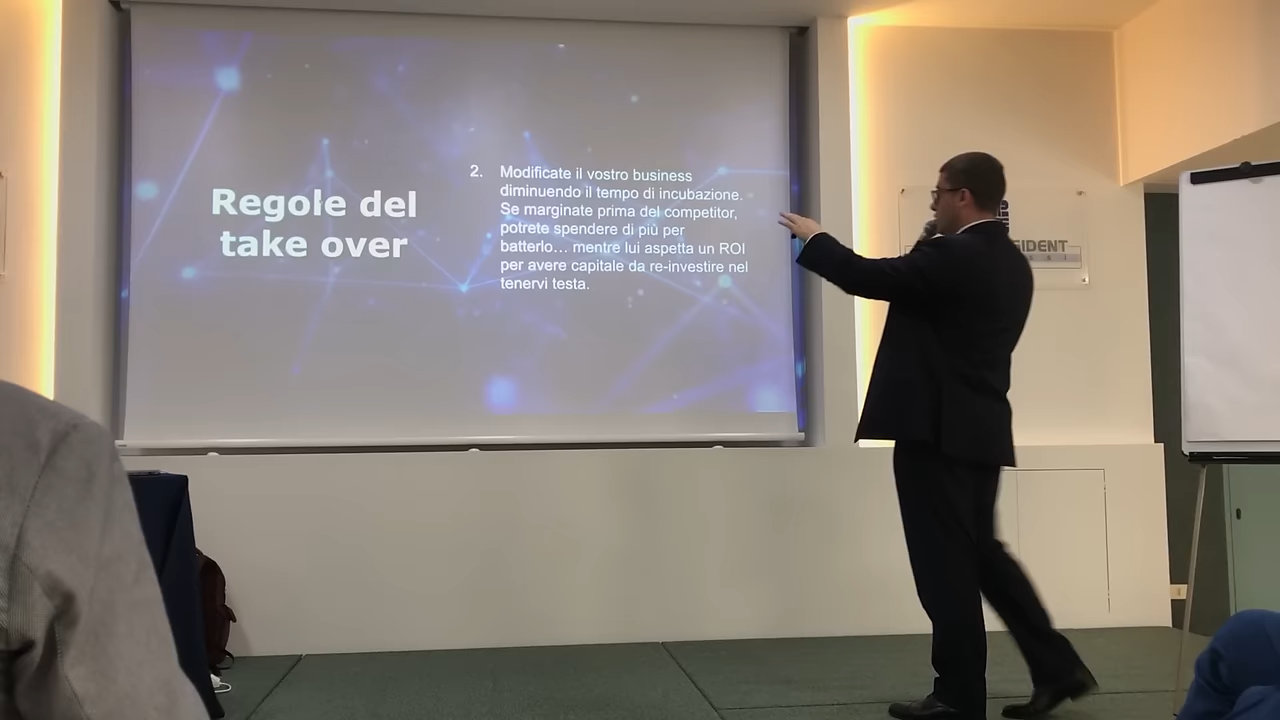 Regole del
take over
2. Modificate il vostro business
diminuendo il tempo di incubazione.
Se marginate prima del competitor,
potrete spendere di più per
batterlo… mentre lui aspetta un ROI
per avere capitale da re-investire nel
tenervi testa.